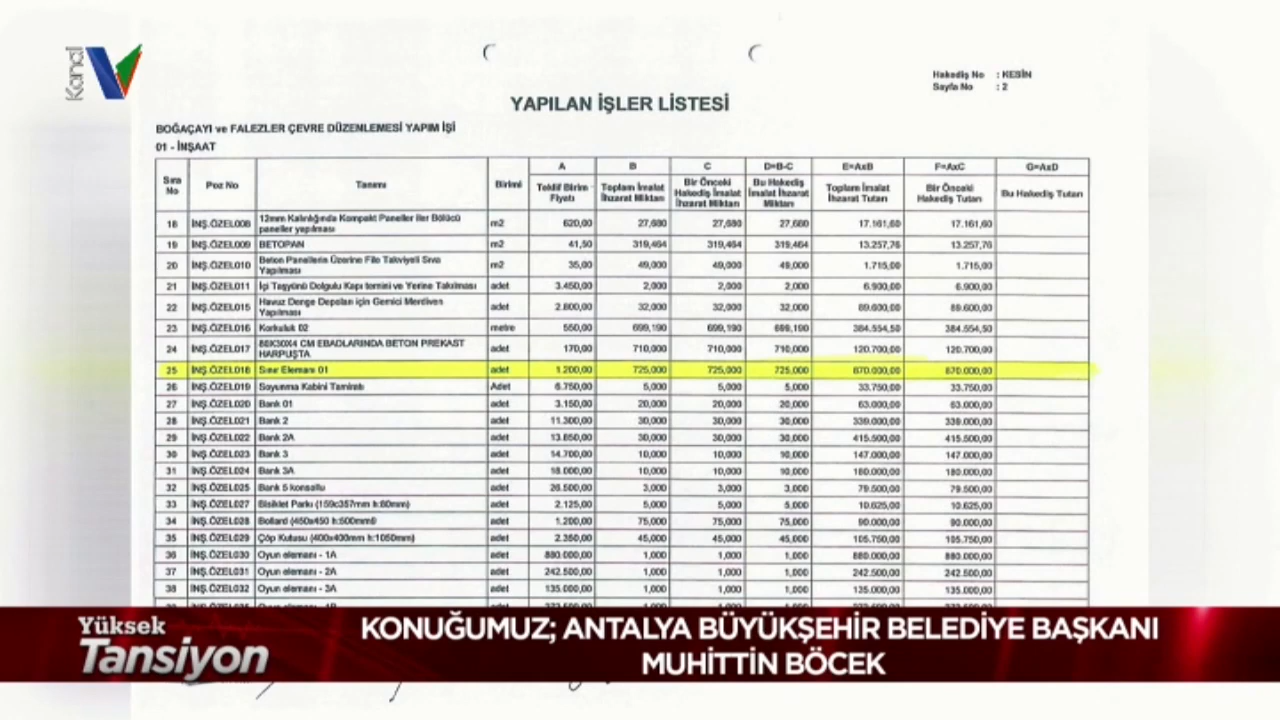 Kanal
Hakediş No : KESİN
Sayfa No : 2
YAPILAN İŞLER LİSTESİ
BOĞAÇAYI ve FALEZLER ÇEVRE DÜZENLEMESİ YAPIM İŞİ
01 - İNŞAAT
A B C D=B-C E=AxB F=AxC G=AxD
Sıra No Poz No Tanımı Birimi Teklif Birim Fiyatı Toplam İmalat İhzarat Miktarı Bir Önceki Hakediş İmalat İhzarat Miktarı Bu Hakediş İmalat İhzarat Miktarı Toplam İmalat İhzarat Tutarı Bir Önceki Hakediş Tutarı Bu Hakediş Tutarı
18 İNŞ.ÖZEL008 12mm Kalınlığında Kompakt Paneller iler Bölücü paneller yapılması m2 620,00 27,680 27,680 27,680 17.161,60 17.161,60
19 İNŞ.ÖZEL009 BETOPAN m2 41,50 319,464 319,464 319,464 13.257,76 13.257,76
20 İNŞ.ÖZEL010 Beton Panellerin Üzerine File Takviyeli Sıva Yapılması m2 35,00 49,000 49,000 49,000 1.715,00 1.715,00
21 İNŞ.ÖZEL011 İçi Taşyünü Dolgulu Kapı temini ve Yerine Takılması adet 3.450,00 2,000 2,000 2,000 6.900,00 6.900,00
22 İNŞ.ÖZEL015 Havuz Denge Depoları için Gemici Merdiven Yapılması adet 2.800,00 32,000 32,000 32,000 89.600,00 89.600,00
23 İNŞ.ÖZEL016 Korkuluk 02 metre 550,00 699,190 699,190 699,190 384.554,50 384.554,50
24 İNŞ.ÖZEL017 80X30X4 CM EBADLARINDA BETON PREKAST HARPUŞTA adet 170,00 710,000 710,000 710,000 120.700,00 120.700,00
25 İNŞ.ÖZEL018 Sınır Elemanı 01 adet 1.200,00 725,000 725,000 725,000 870.000,00 870.000,00
26 İNŞ.ÖZEL019 Soyunma Kabini Tamiratı Adet 6.750,00 5,000 5,000 5,000 33.750,00 33.750,00
27 İNŞ.ÖZEL020 Bank 01 adet 3.150,00 20,000 20,000 20,000 63.000,00 63.000,00
28 İNŞ.ÖZEL021 Bank 2 adet 11.300,00 30,000 30,000 30,000 339.000,00 339.000,00
29 İNŞ.ÖZEL022 Bank 2A adet 13.850,00 30,000 30,000 30,000 415.500,00 415.500,00
30 İNŞ.ÖZEL023 Bank 3 adet 14.700,00 10,000 10,000 10,000 147.000,00 147.000,00
31 İNŞ.ÖZEL024 Bank 3A adet 18.000,00 10,000 10,000 10,000 180.000,00 180.000,00
32 İNŞ.ÖZEL025 Bank 5 konsollu adet 26.500,00 3,000 3,000 3,000 79.500,00 79.500,00
33 İNŞ.ÖZEL027 Bisiklet Parkı (159c357mm h:80mm) adet 2.125,00 5,000 5,000 5,000 10.625,00 10.625,00
34 İNŞ.ÖZEL028 Bollard (450x450 h:500mm) adet 1.200,00 75,000 75,000 75,000 90.000,00 90.000,00
35 İNŞ.ÖZEL029 Çöp Kutusu (400x400mm h:1050mm) adet 2.350,00 45,000 45,000 45,000 105.750,00 105.750,00
36 İNŞ.ÖZEL030 Oyun elemanı - 1A adet 880.000,00 1,000 1,000 1,000 880.000,00 880.000,00
37 İNŞ.ÖZEL031 Oyun elemanı - 2A adet 242.500,00 1,000 1,000 1,000 242.500,00 242.500,00
38 İNŞ.ÖZEL032 Oyun elemanı - 3A adet 135.000,00 1,000 1,000 1,000 135.000,00 135.000,00
Yüksek
Tansiyon
KONUĞUMUZ; ANTALYA BÜYÜKŞEHİR BELEDİYE BAŞKANI
MUHİTTİN BÖCEK